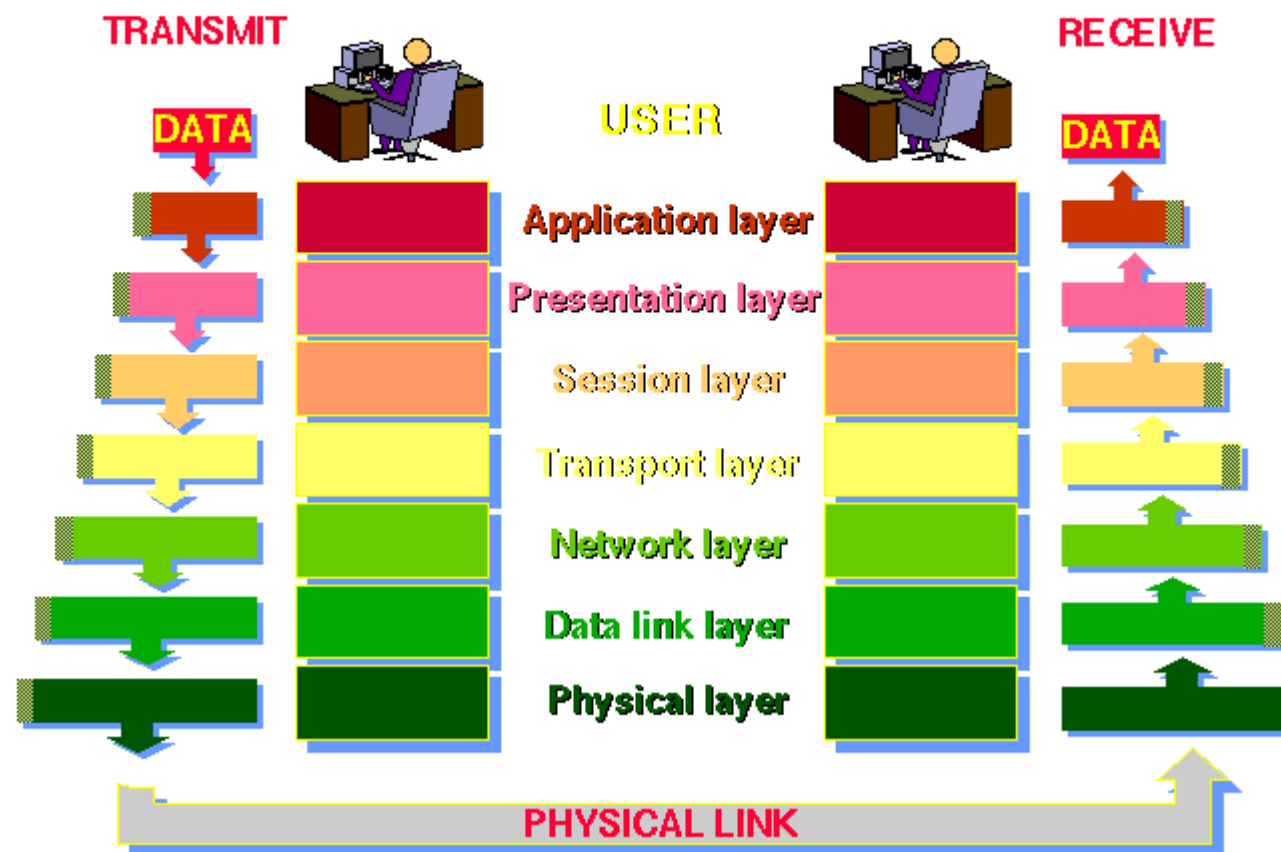 TRANSMIT
RECEIVE
DATA
USER
DATA
Application layer
Presentation layer
Session layer
Transport layer
Network layer
Data link layer
Physical layer
PHYSICAL LINK